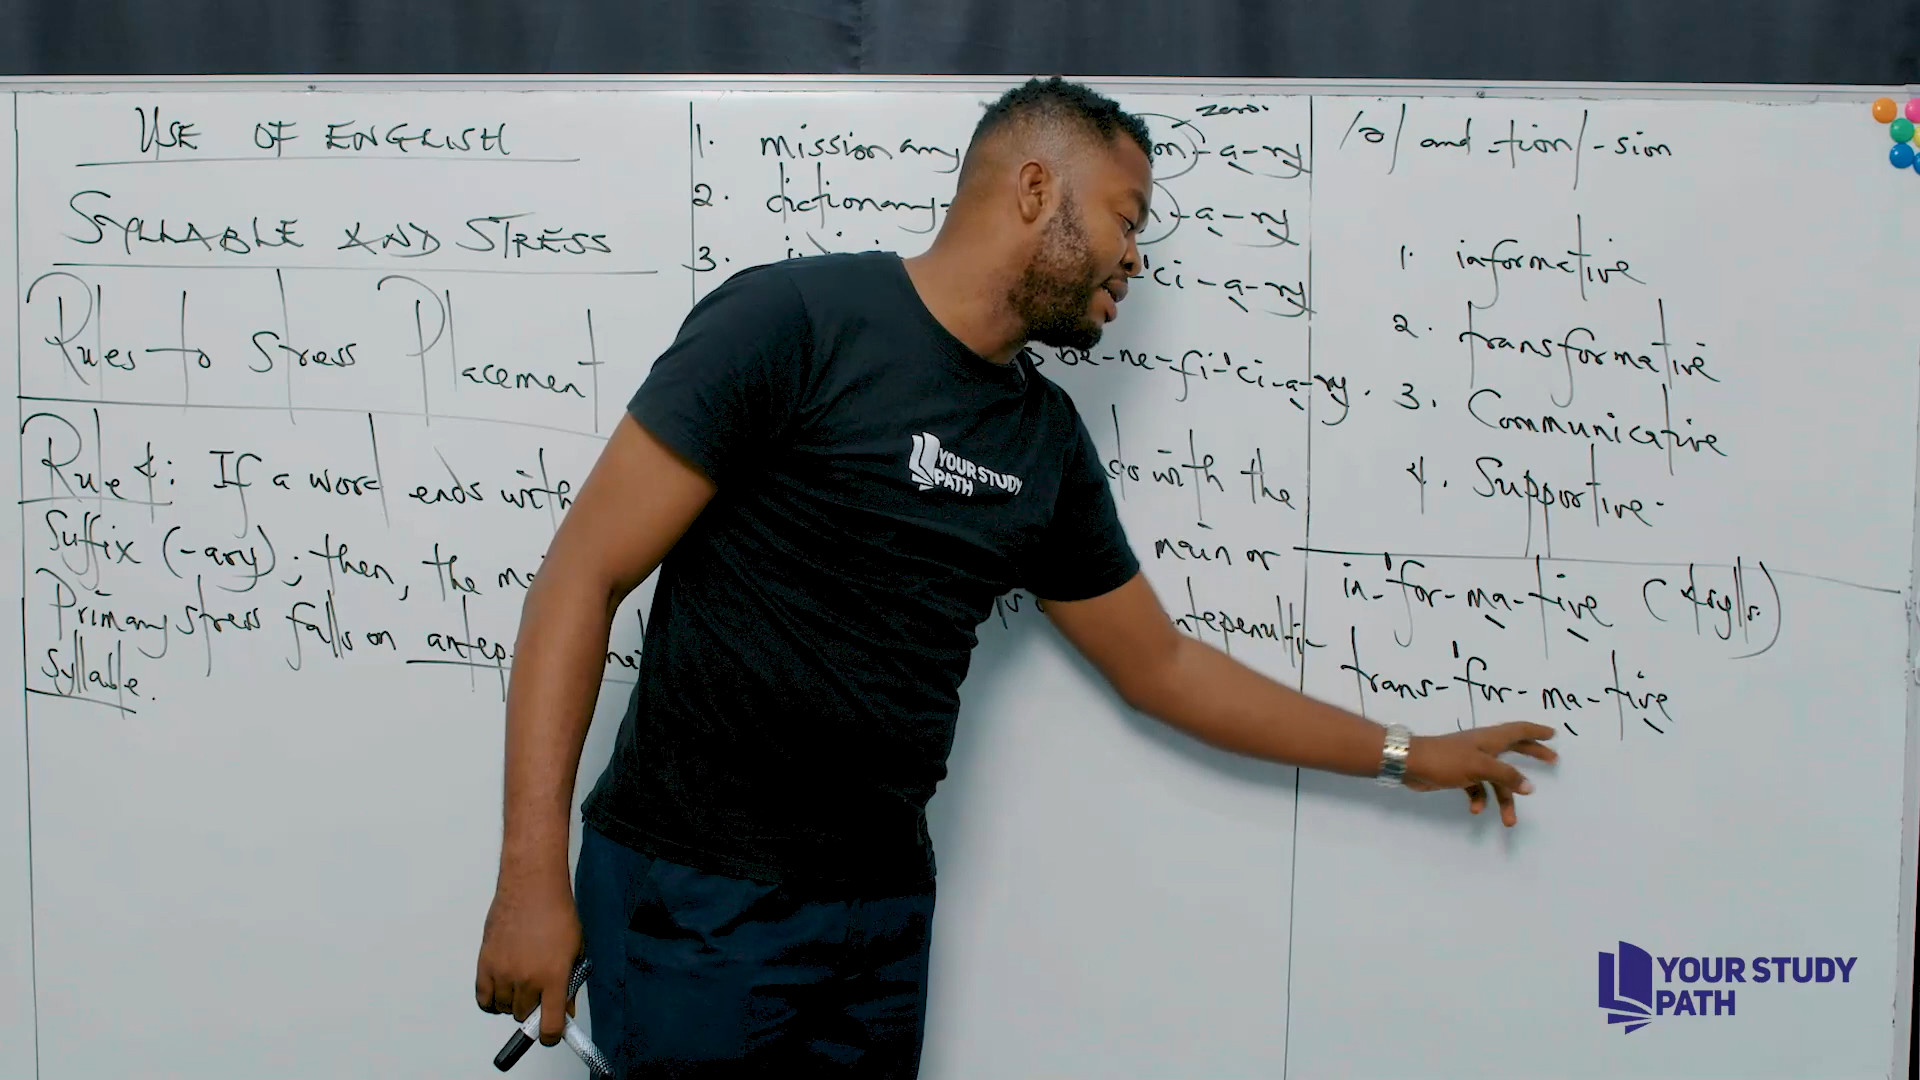 USE OF ENGLISH
SYLLABLE AND STRESS
Rules to Stress Placement
Rule 4: If a word ends with
Suffix (-ary); then, the
Primary stress falls on antep
Syllable.
zero.
1. missionary on)-a-ry
2. dictionary- -a-ry
3. 'ci-a-ry
be-ne-fi-'ci-a-ry.
do with the
main or
antepenulti
/ə/ and -tion/-sion
1. informative
2. transformative
3. Communicative
4. Supportive.
in-'for-ma-tive (4sylls)
trans-'for-ma-tive
YOUR STUDY
PATH
YOUR STUDY
PATH